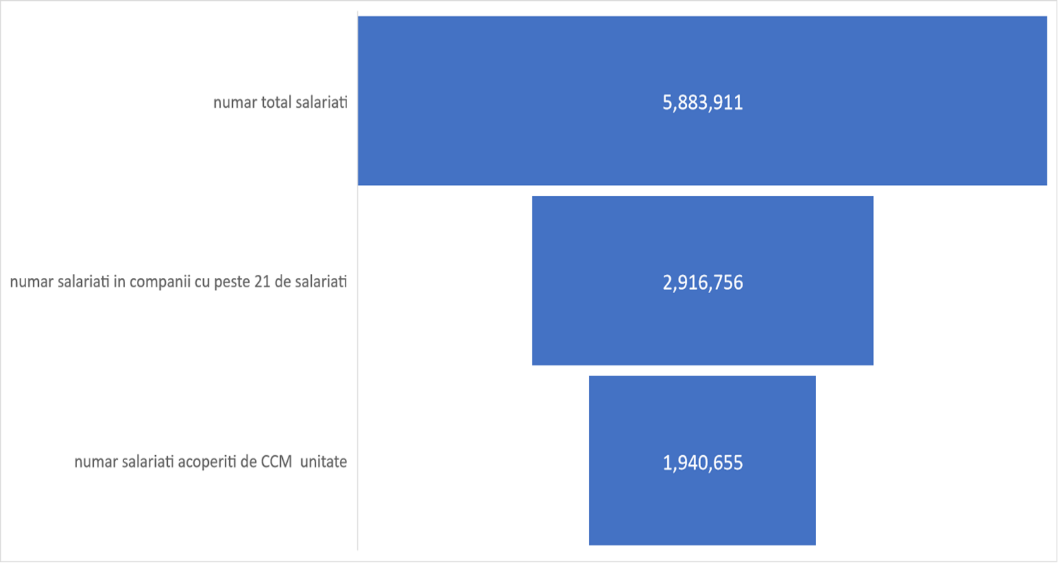 numar total salariati
5,883,911
numar salariati in companii cu peste 21 de salariati
2,916,756
numar salariati acoperiti de CCM  unitate
1,940,655